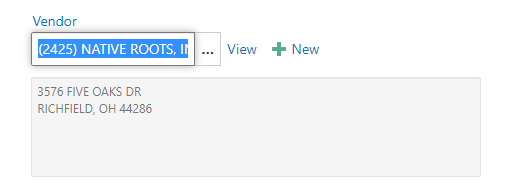 Vendor
(2425) NATIVE ROOTS, ... View New
3576 FIVE OAKS DR
RICHFIELD, OH 44286